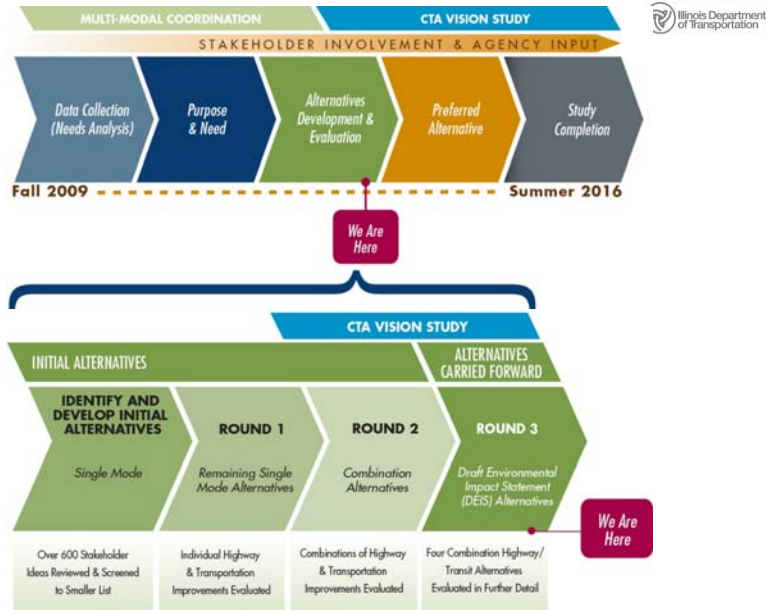 MULTI-MODAL COORDINATION
CTA VISION STUDY
Illinois Department
of Transportation
STAKEHOLDER INVOLVEMENT & AGENCY INPUT
Data Collection
(Needs Analysis)
Purpose
& Need
Alternatives
Development &
Evaluation
Preferred
Alternative
Study
Completion
Fall 2009
Summer 2016
We Are
Here
CTA VISION STUDY
INITIAL ALTERNATIVES
ALTERNATIVES
CARRIED FORWARD
IDENTIFY AND
DEVELOP INITIAL
ALTERNATIVES
Single Mode
ROUND 1
Remaining Single
Mode Alternatives
ROUND 2
Combination
Alternatives
ROUND 3
Draft Environmental
Impact Statement
(DEIS) Alternatives
We Are
Here
Over 600 Stakeholder
Ideas Reviewed & Screened
to Smaller List
Individual Highway
& Transportation
Improvements Evaluated
Combinations of Highway
& Transportation
Improvements Evaluated
Four Combination Highway/
Transit Alternatives
Evaluated in Further Detail